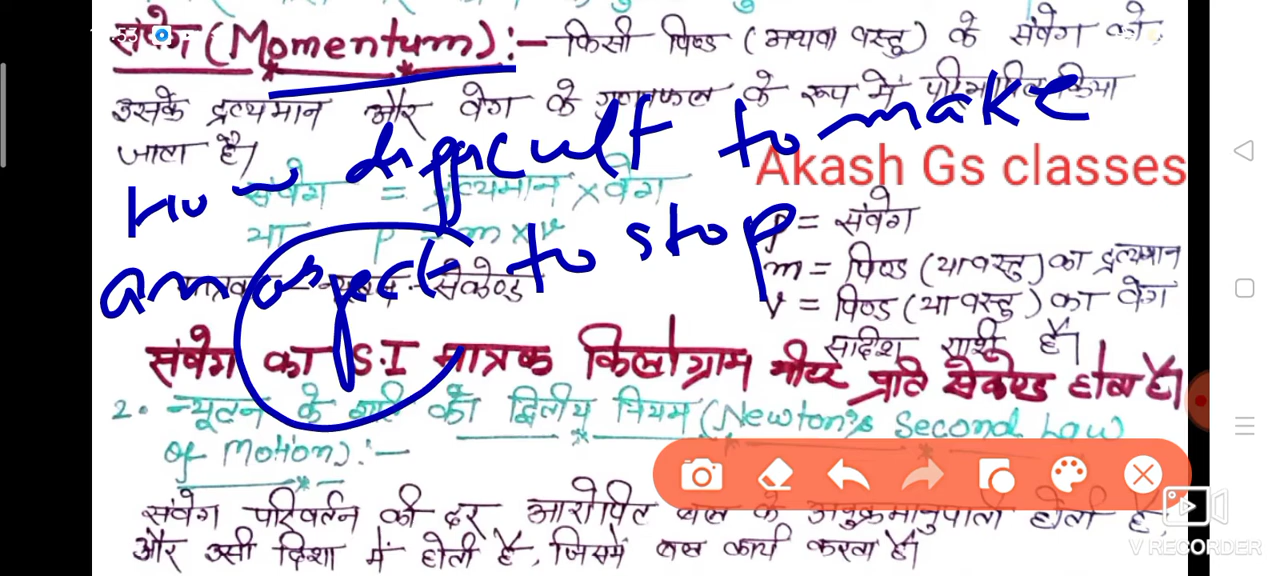 संवेग (Momentum) :- किसी पिण्ड (अथवा वस्तु) के संवेग को
उसके द्रव्यमान और वेग के गुणनफल के रूप में परिभाषित किया
जाता है।
How difficult to make
an object to stop
Akash Gs classes
संवेग = द्रव्यमान × वेग
या p = m × v
मात्रक - न्यूटन - सेकेण्ड
p = संवेग
m = पिण्ड (या वस्तु) का द्रव्यमान
v = पिण्ड (या वस्तु) का वेग
सादिश राशी है।
संवेग का S.I मात्रक किलोग्राम मीटर प्रति सेकेण्ड होता है।
2. न्यूटन के गति का द्वितीय नियम (Newton's Second Law
of Motion) :-
संवेग परिवर्तन की दर आरोपित बल के अनुक्रमानुपाती होती है,
और उसी दिशा में होती है, जिसमें बल कार्य करता है।
V RECORDER